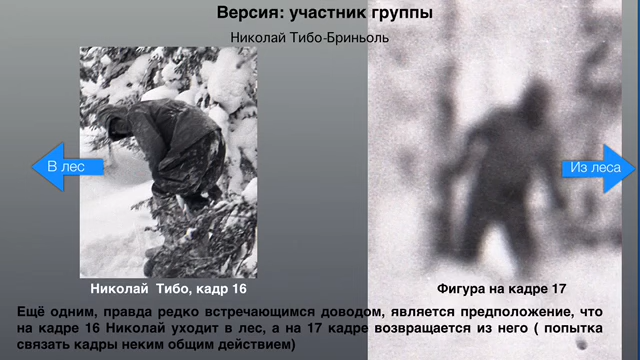 Версия: участник группы
Николай Тибо-Бриньоль
В лес
Из леса
Николай Тибо, кадр 16
Фигура на кадре 17
Ещё одним, правда редко встречающимся доводом, является предположение, что
на кадре 16 Николай уходит в лес, а на 17 кадре возвращается из него ( попытка
связать кадры неким общим действием)